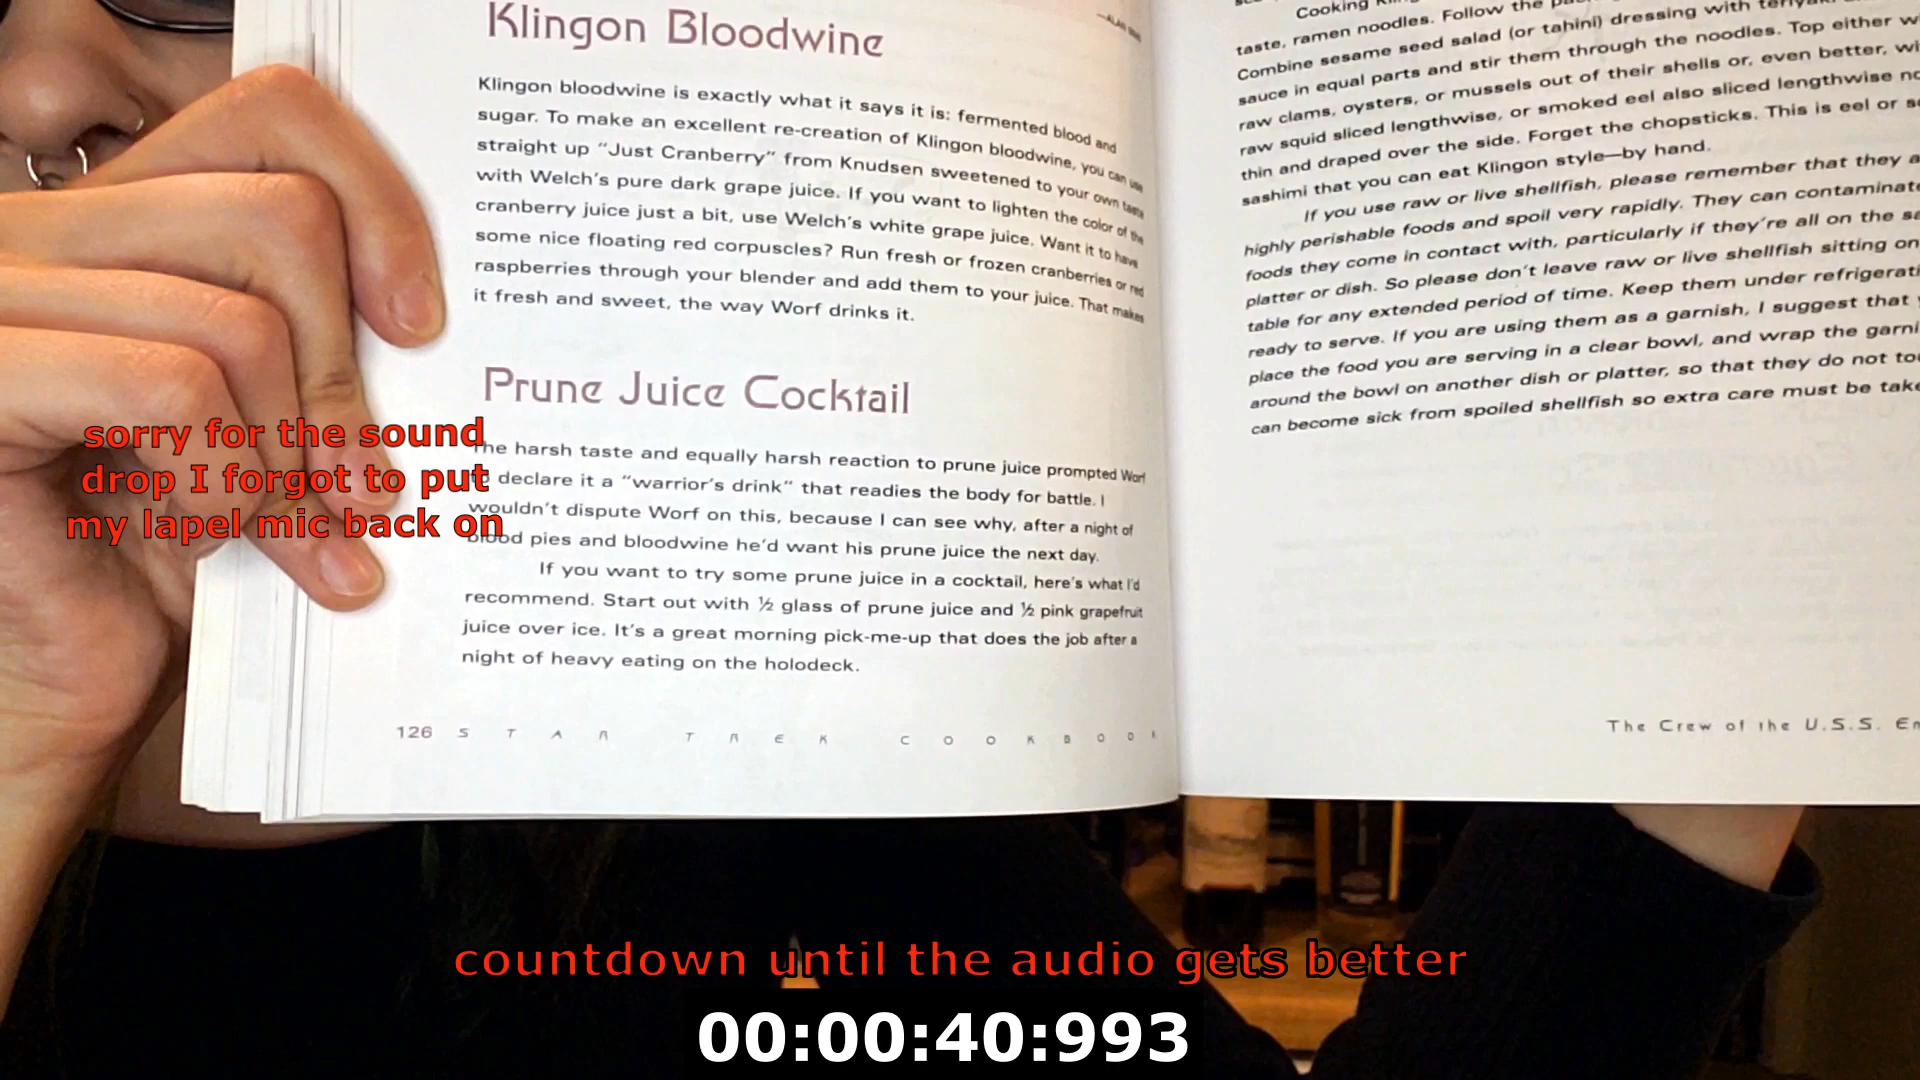 —ALAN
Klingon Bloodwine
Klingon bloodwine is exactly what it says it is: fermented blood and
sugar. To make an excellent re-creation of Klingon bloodwine, you can use
straight up “Just Cranberry” from Knudsen sweetened to your own taste
with Welch’s pure dark grape juice. If you want to lighten the color of the
cranberry juice just a bit, use Welch’s white grape juice. Want it to have
some nice floating red corpuscles? Run fresh or frozen cranberries or red
raspberries through your blender and add them to your juice. That makes
it fresh and sweet, the way Worf drinks it.
Prune Juice Cocktail
The harsh taste and equally harsh reaction to prune juice prompted Worf
to declare it a “warrior’s drink” that readies the body for battle. I
wouldn’t dispute Worf on this, because I can see why, after a night of
blood pies and bloodwine he’d want his prune juice the next day.
If you want to try some prune juice in a cocktail, here’s what I’d
recommend. Start out with ½ glass of prune juice and ½ pink grapefruit
juice over ice. It’s a great morning pick-me-up that does the job after a
night of heavy eating on the holodeck.
126 STAR TREK COOKBOOK
Cooking
taste, ramen noodles. Follow the
Combine sesame seed salad (or tahini) dressing with teriyaki
sauce in equal parts and stir them through the noodles. Top either
raw clams, oysters, or mussels out of their shells or, even better,
raw squid sliced lengthwise, or smoked eel also sliced lengthwise
thin and draped over the side. Forget the chopsticks. This is eel or
sashimi that you can eat Klingon style—by hand.
If you use raw or live shellfish, please remember that they
highly perishable foods and spoil very rapidly. They can contaminate
foods they come in contact with, particularly if they’re all on the
platter or dish. So please don’t leave raw or live shellfish sitting on
table for any extended period of time. Keep them under
ready to serve. If you are using them as a garnish, I suggest that
place the food you are serving in a clear bowl, and wrap the
around the bowl on another dish or platter, so that they do not
can become sick from spoiled shellfish so extra care must be
The Crew of the U.S.S.
sorry for the sound
drop I forgot to put
my lapel mic back on
countdown until the audio gets better
00:00:40:993